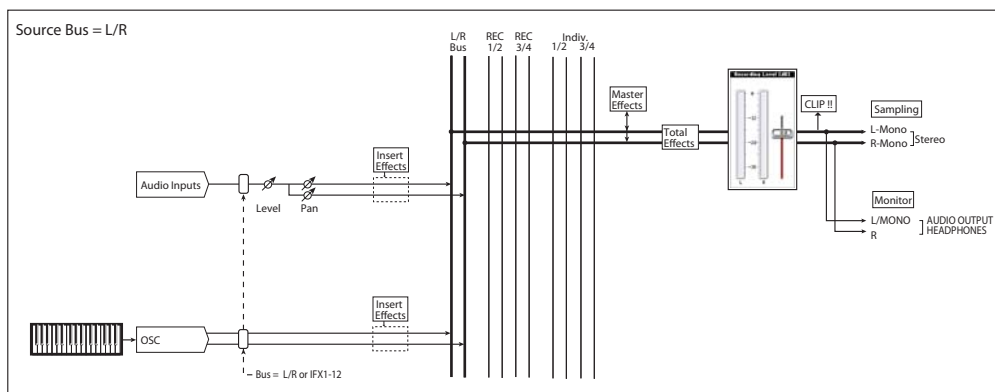 Source Bus = L/R
L/R REC REC Indiv.
Bus 1/2 3/4 1/2 3/4
Master
Effects
CLIP !!
Sampling
L-Mono
R-Mono
Stereo
Total
Effects
Insert
Effects
Audio Inputs
Level Pan
L R
Monitor
L/MONO AUDIO OUTPUT
R HEADPHONES
Insert
Effects
OSC
Bus = L/R or IFX1-12